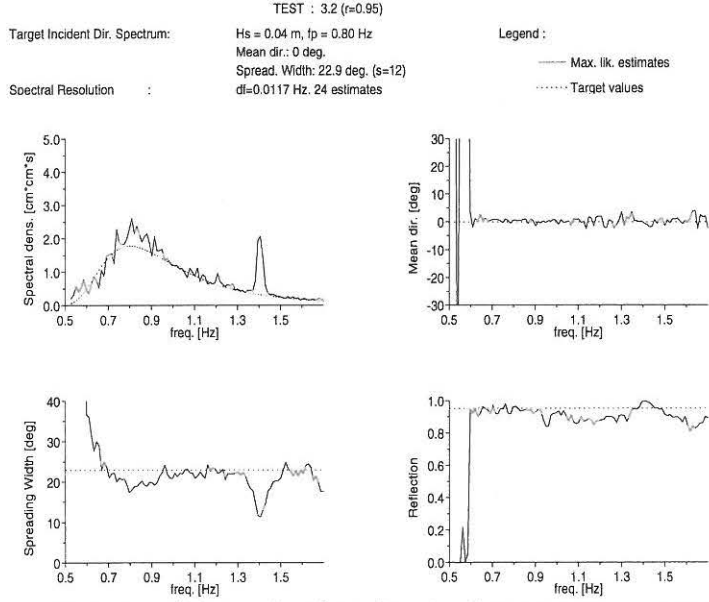 TEST : 3.2 (r=0.95)
Target Incident Dir. Spectrum: Hs = 0.04 m, fp = 0.80 Hz
Mean dir.: 0 deg.
Spread. Width: 22.9 deg. (s=12)
Spectral Resolution : df=0.0117 Hz. 24 estimates
Legend :
Max. lik. estimates
Target values
Spectral dens. [cm*cm*s]
5.0
4.0
3.0
2.0
1.0
0.0
0.5 0.7 0.9 1.1 1.3 1.5
freq. [Hz]
Mean dir. [deg]
30
20
10
0
-10
-20
-30
0.5 0.7 0.9 1.1 1.3 1.5
freq. [Hz]
Spreading Width [deg]
40
30
20
10
0
0.5 0.7 0.9 1.1 1.3 1.5
freq. [Hz]
Reflection
1.0
0.8
0.6
0.4
0.2
0.0
0.5 0.7 0.9 1.1 1.3 1.5
freq. [Hz]